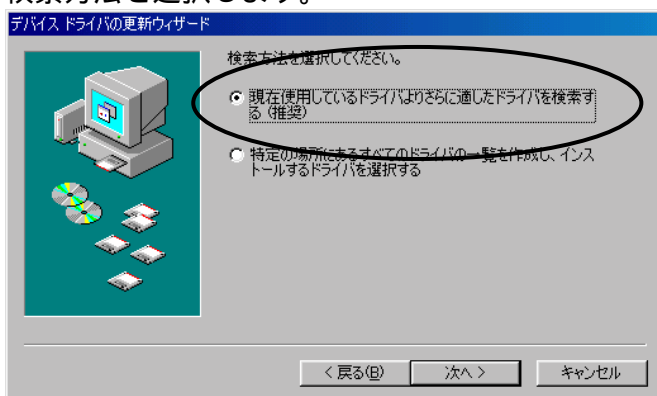 検索方法を選択します。
デバイス ドライバの更新ウィザード
検索方法を選択してください。
現在使用しているドライバよりさらに適したドライバを検索す
る (推奨)
特定の場所にあるすべてのドライバの一覧を作成し、インス
トールするドライバを選択する
< 戻る(B) 次へ > キャンセル